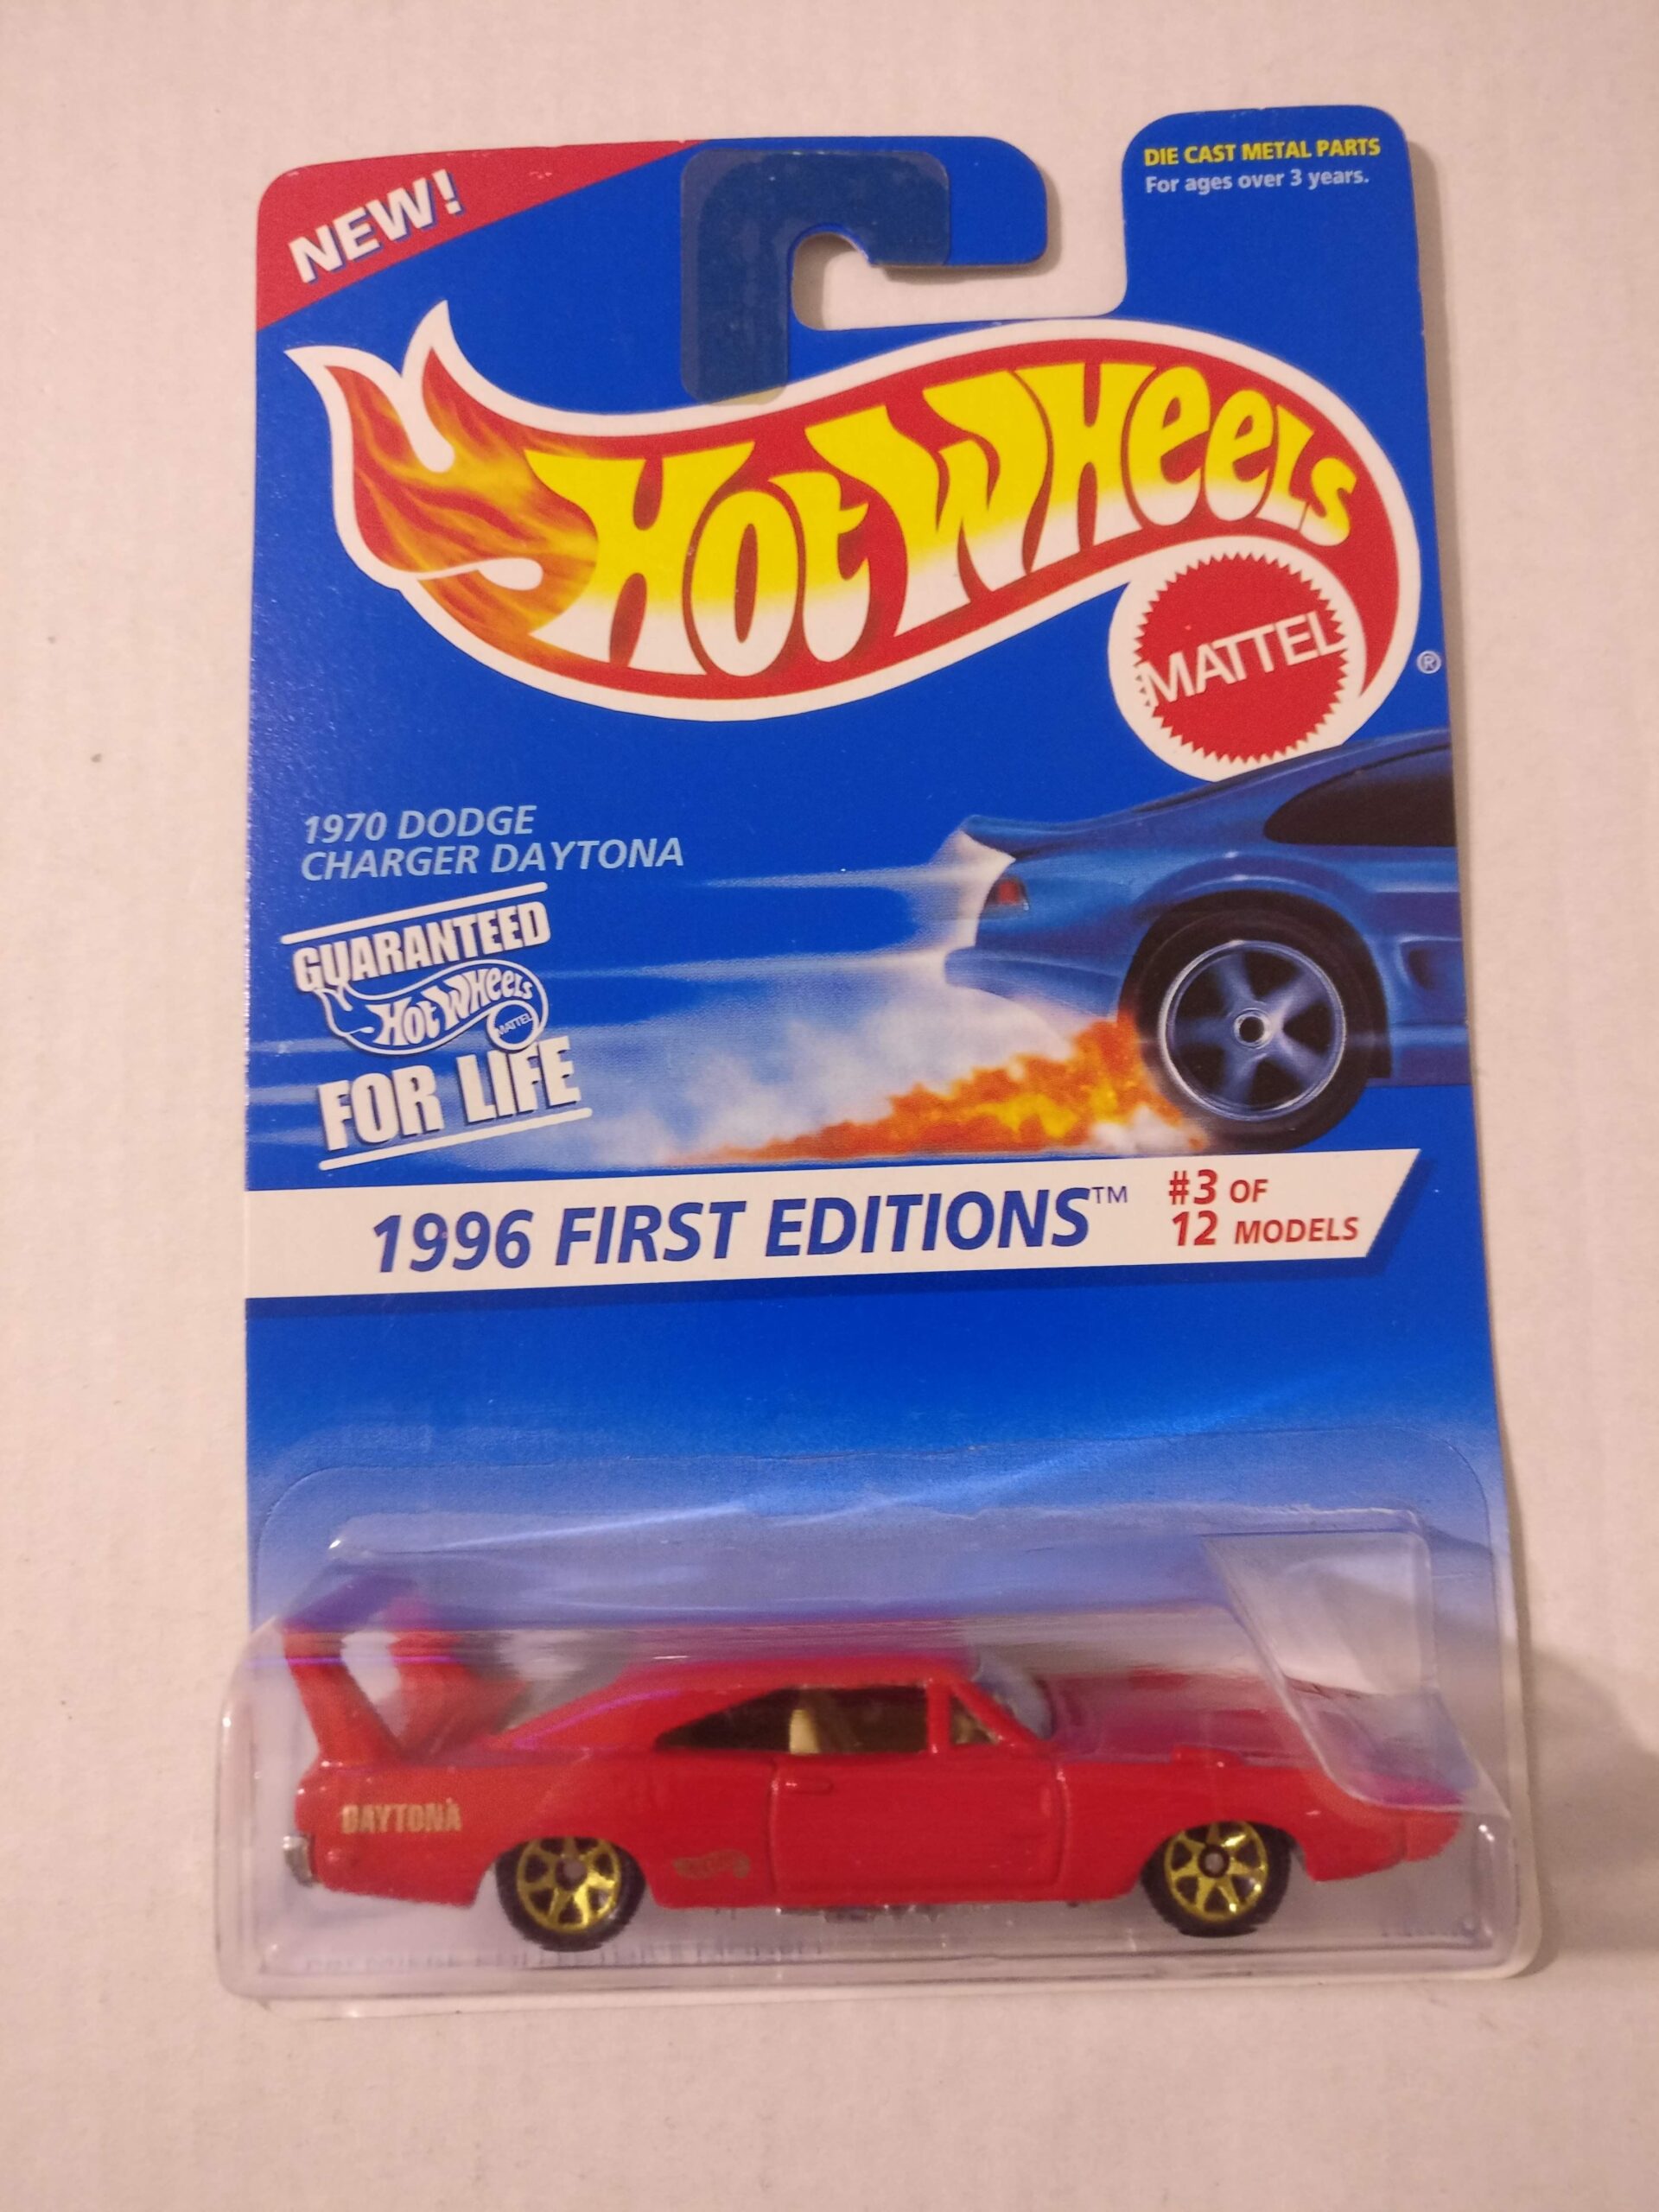 NEW!
DIE CAST METAL PARTS
For ages over 3 years.
Hot Wheels
MATTEL
®
1970 DODGE
CHARGER DAYTONA
GUARANTEED
Hot Wheels
MATTEL
FOR LIFE
1996 FIRST EDITIONS™
#3 OF
12 MODELS
DAYTONA